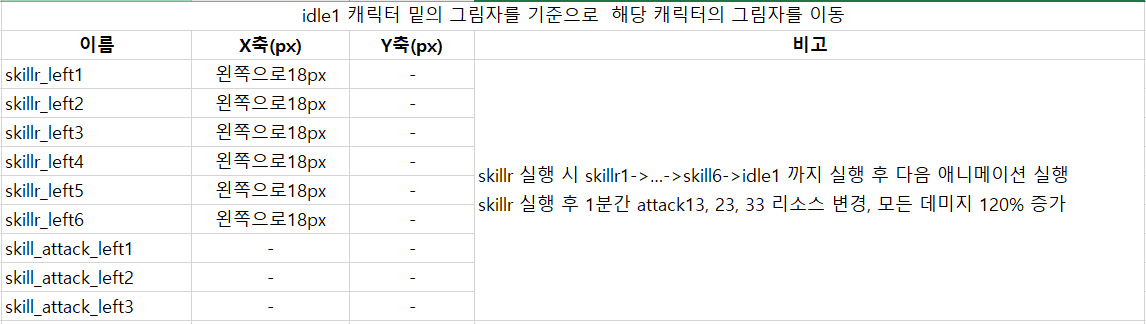 idle1 캐릭터 밑의 그림자를 기준으로 해당 캐릭터의 그림자를 이동
이름 X축(px) Y축(px) 비고
skillr_left1 왼쪽으로18px -
skillr_left2 왼쪽으로18px -
skillr_left3 왼쪽으로18px -
skillr_left4 왼쪽으로18px -
skillr_left5 왼쪽으로18px -
skillr_left6 왼쪽으로18px -
skill_attack_left1 - -
skill_attack_left2 - -
skill_attack_left3 - -
skillr 실행 시 skillr1->...->skill6->idle1 까지 실행 후 다음 애니메이션 실행
skillr 실행 후 1분간 attack13, 23, 33 리소스 변경, 모든 데미지 120% 증가